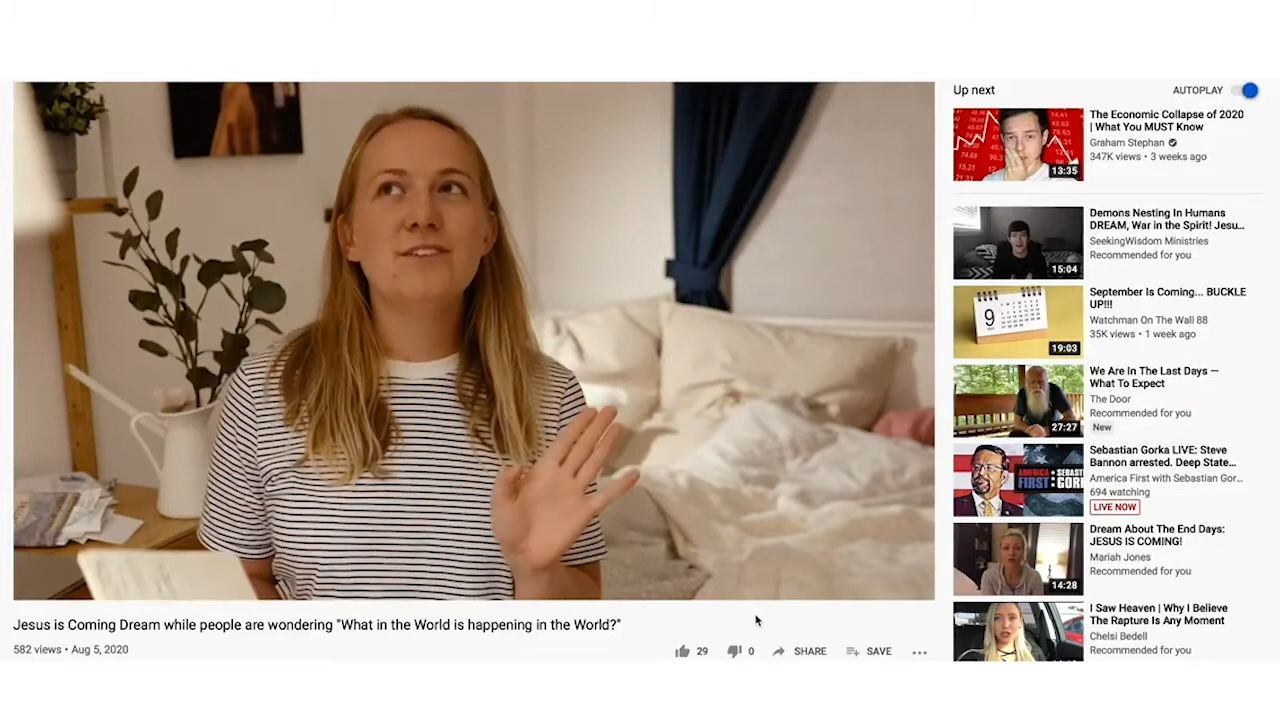 Jesus is Coming Dream while people are wondering "What in the World is happening in the World?"
582 views • Aug 5, 2020
29
0
SHARE
SAVE
Up next
AUTOPLAY
13:35
The Economic Collapse of 2020
| What You MUST Know
Graham Stephan
347K views • 3 weeks ago
15:04
Demons Nesting In Humans
DREAM, War in the Spirit! Jesu...
SeekingWisdom Ministries
Recommended for you
9
19:03
September Is Coming... BUCKLE
UP!!!
Watchman On The Wall 88
35K views • 1 week ago
27:27
We Are In The Last Days —
What To Expect
The Door
Recommended for you
New
AMERICA
FIRST
SEBAST
GORK
Sebastian Gorka LIVE: Steve
Bannon arrested. Deep State...
America First with Sebastian Gor...
694 watching
LIVE NOW
14:28
Dream About The End Days:
JESUS IS COMING!
Mariah Jones
Recommended for you
I Saw Heaven | Why I Believe
The Rapture Is Any Moment
Chelsi Bedell
Recommended for you